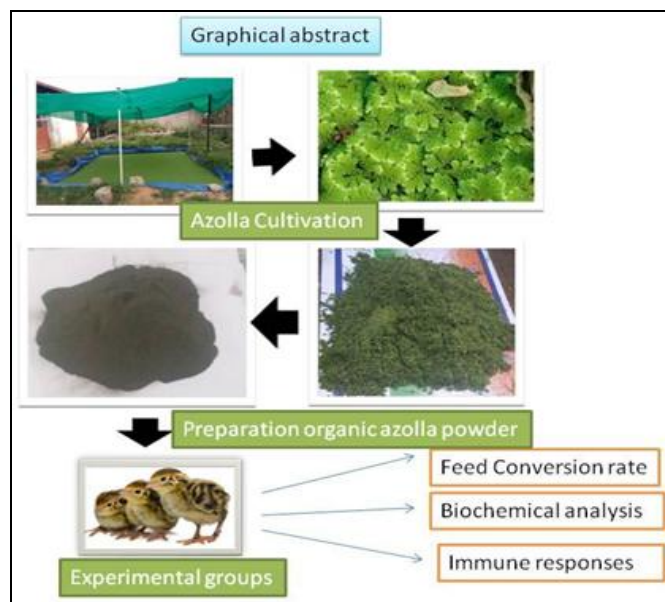 Graphical abstract
Azolla Cultivation
Preparation organic azolla powder
Feed Conversion rate
Biochemical analysis
Immune responses
Experimental groups